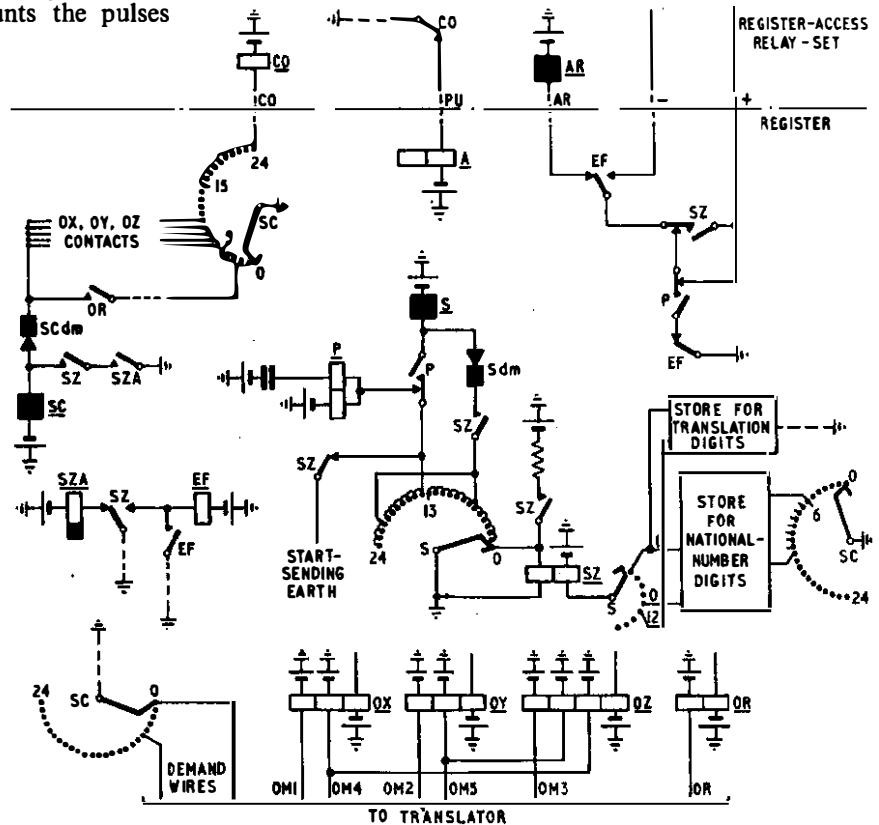 unts the pulses
CO
REGISTER-ACCESS
RELAY-SET
CO
AR
CO
PU
AR
-
+
REGISTER
24
A
EF
15
SC
SZ
OX, OY, OZ
CONTACTS
0
OR
S
P
SCdm
P
Sdm
EF
SZ
SZA
SC
SZ
STORE FOR
TRANSLATION
DIGITS
SZA
SZ
EF
SZ
13
SZ
0
6
STORE
FOR
NATIONAL-
NUMBER
DIGITS
EF
24
S
0
START-
SENDING
EARTH
SZ
1
SC
S
0
12
24
24
SC
0
OX
OY
OZ
OR
DEMAND
WIRES
OM1
OM4
OM2
OM5
OM3
OR
TO TRANSLATOR